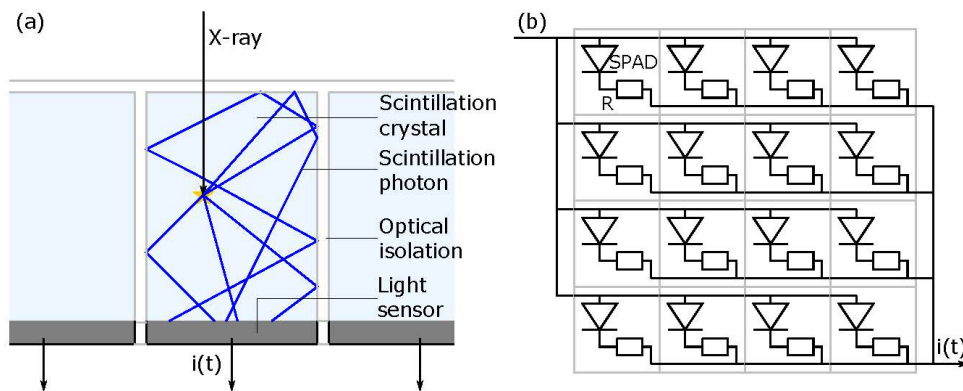 (a)
X-ray
Scintillation
crystal
Scintillation
photon
Optical
isolation
Light
sensor
i(t)
(b)
SPAD
R
i(t)